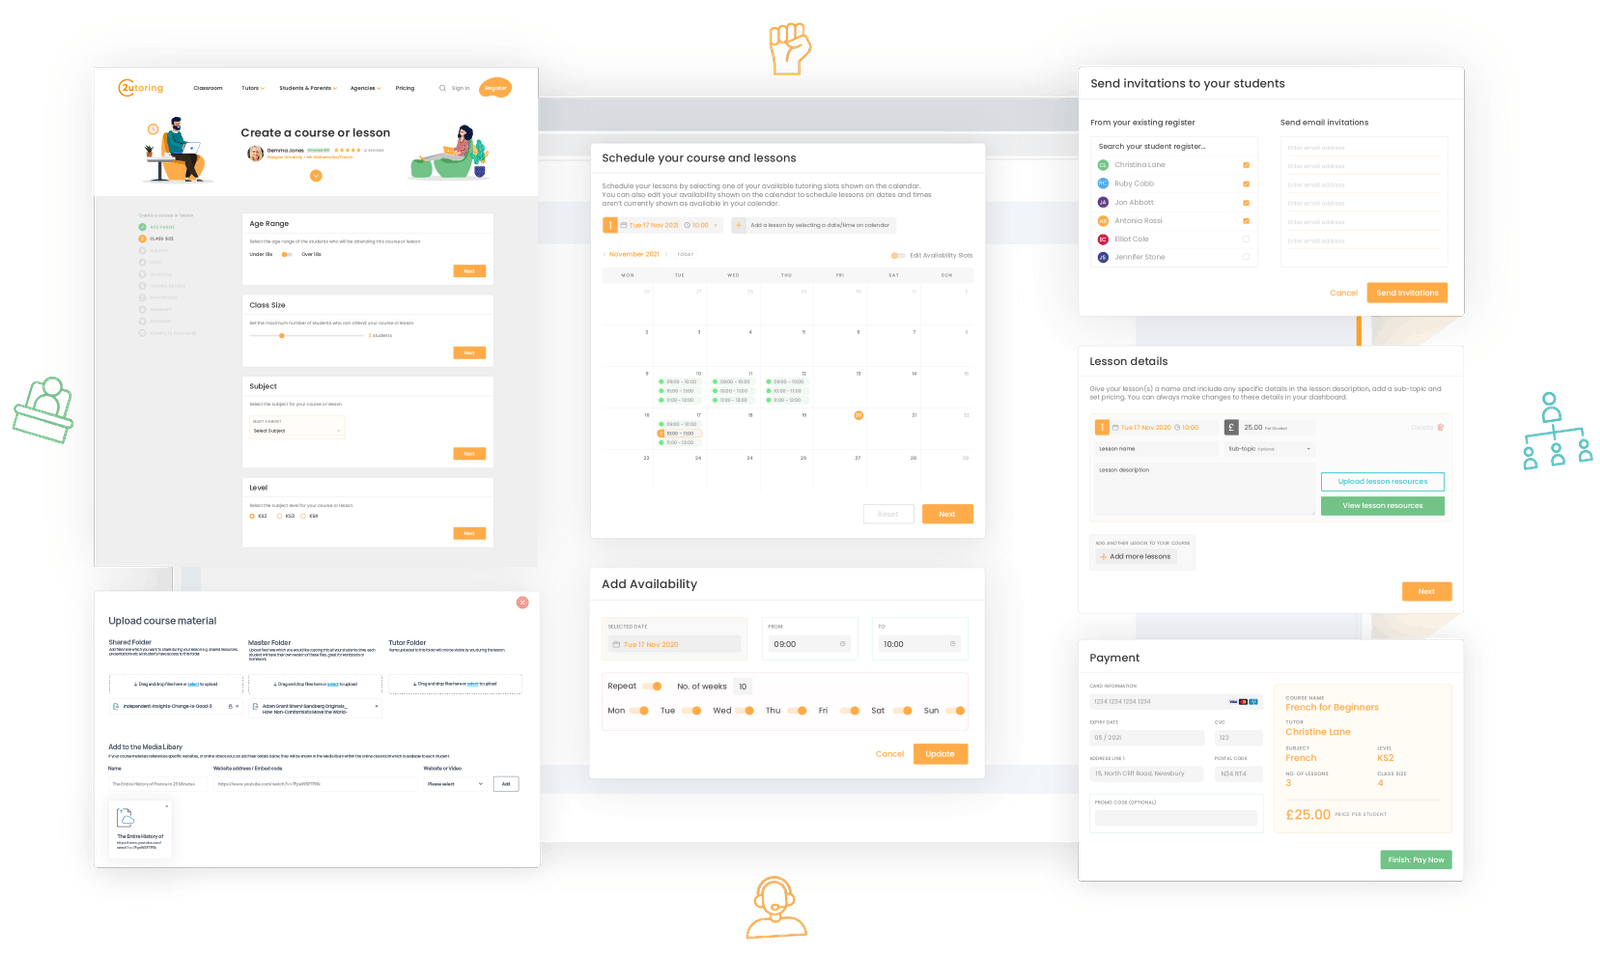 2utoring
Classroom
Tutors
Students & Parents
Agencies
Pricing
Sign in
Register
Create a course or lesson
Gemma Jones
Create a course or lesson
AGE RANGE
CLASS SIZE
Age Range
Select the age range of the students who will be attending this course or lesson
Under 18s
Over 18s
Next
Class Size
Set the maximum number of students who can attend your course or lesson
3 students
Next
Subject
Select the subject for your course or lesson
SELECT SUBJECT
Select Subject
Next
Level
Select the subject level for your course or lesson
KS2
KS3
KS4
Next
Upload course material
Shared Folder
Master Folder
Tutor Folder
Drag and drop files here or select to upload
Drag and drop files here or select to upload
Drag and drop files here or select to upload
Independent-Insights-Change-is-Good-3
Adam Grant Sheryl Sandberg Originals_
How Non-Conformists Move the World-
Add to the Media Libary
Name
Website address / Embed code
Website or Video
The Entire History of France in 23 Minutes
Please select
Add
The Entire History of
Schedule your course and lessons
Schedule your lessons by selecting one of your available tutoring slots shown on the calendar.
You can also edit your availability shown on the calendar to schedule lessons on dates and times
aren't currently shown as available in your calendar.
1
Tue 17 Nov 2021
10:00
+
Add a lesson by selecting a date/time on calendar
November 2021
TODAY
Edit Availability Slots
MON TUE WED THU FRI SAT SUN
26 27 28 29 30 31 1
2 3 4 5 6 7 8
9 10 11 12 13 14 15
09:00 - 10:00 09:00 - 10:00 09:00 - 10:00
10:00 - 11:00 10:00 - 11:00 10:00 - 11:00
11:00 - 12:00 11:00 - 12:00 11:00 - 12:00
16 17 18 19 20 21 22
09:00 - 10:00
10:00 - 11:00
11:00 - 12:00
23 24 24 26 27 28 29
Reset
Next
Add Availability
SELECTED DATE
Tue 17 Nov 2020
FROM
09:00
TO
10:00
Repeat
No. of weeks
10
Mon Tue Wed Thu Fri Sat Sun
Cancel
Update
Send invitations to your students
From your existing register
Search your student register...
CL Christina Lane
RC Ruby Cobb
JA Jon Abbott
AR Antonio Rossi
EC Elliot Cole
JS Jennifer Stone
Send email invitations
Enter email address
Enter email address
Enter email address
Enter email address
Enter email address
Enter email address
Cancel
Send Invitations
Lesson details
Give your lesson(s) a name and include any specific details in the lesson description, add a sub-topic and
set pricing. You can always make changes to these details in your dashboard.
1
Tue 17 Nov 2020
10:00
£
25.00 Per Student
Delete
Lesson name
Sub-topic Optional
Lesson description
Upload lesson resources
View lesson resources
ADD ANOTHER LESSON TO YOUR COURSE
+ Add more lessons
Next
Payment
CARD INFORMATION
1234 1234 1234 1234
VISA
EXPIRY DATE
05 / 2021
CVC
123
ADDRESS LINE 1
15, North Cliff Road, Newsbury
POSTAL CODE
N34 RT4
PROMO CODE (OPTIONAL)
COURSE NAME
French for Beginners
TUTOR
Christine Lane
SUBJECT
French
LEVEL
KS2
NO. OF LESSONS
3
CLASS SIZE
4
£25.00 PRICE PER STUDENT
Finish: Pay Now